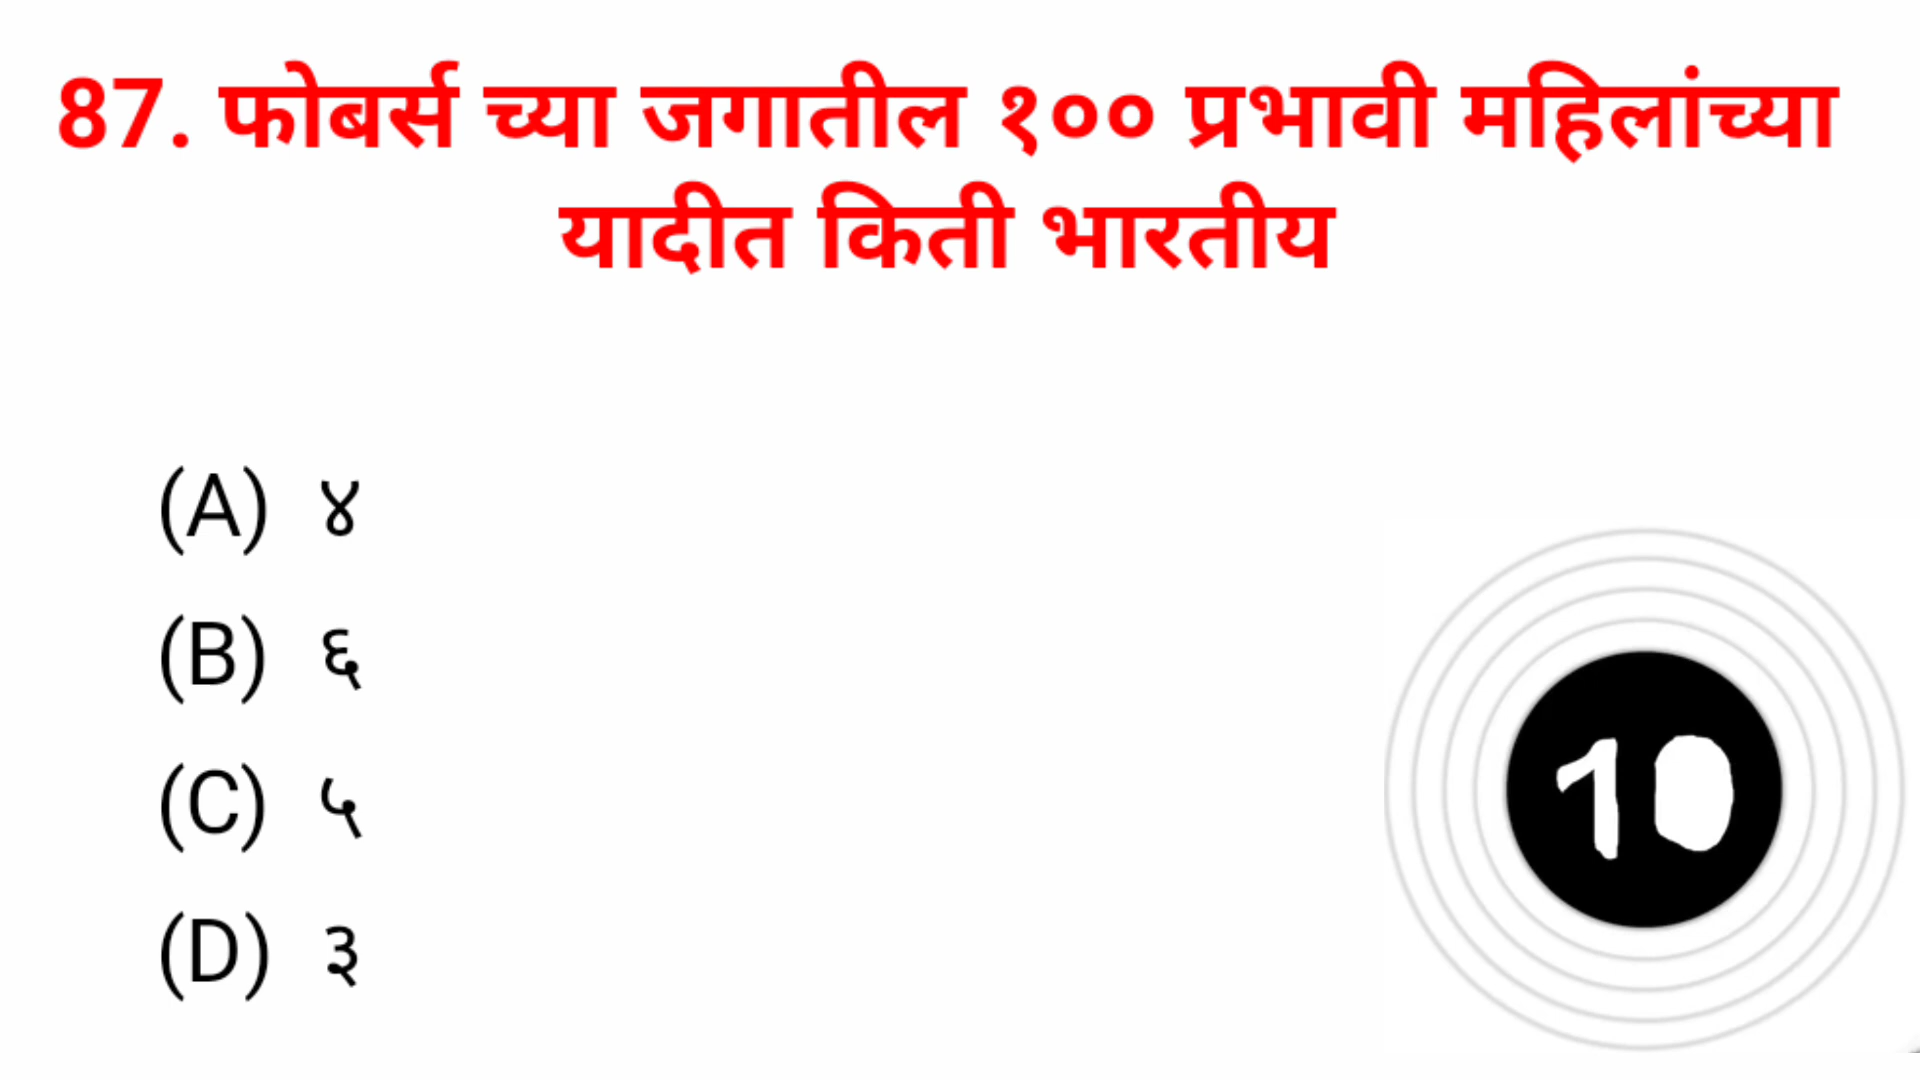 87. फोबर्स च्या जगातील १०० प्रभावी महिलांच्या
यादीत किती भारतीय
(A) ४
(B) ६
(C) ५
(D) ३
10